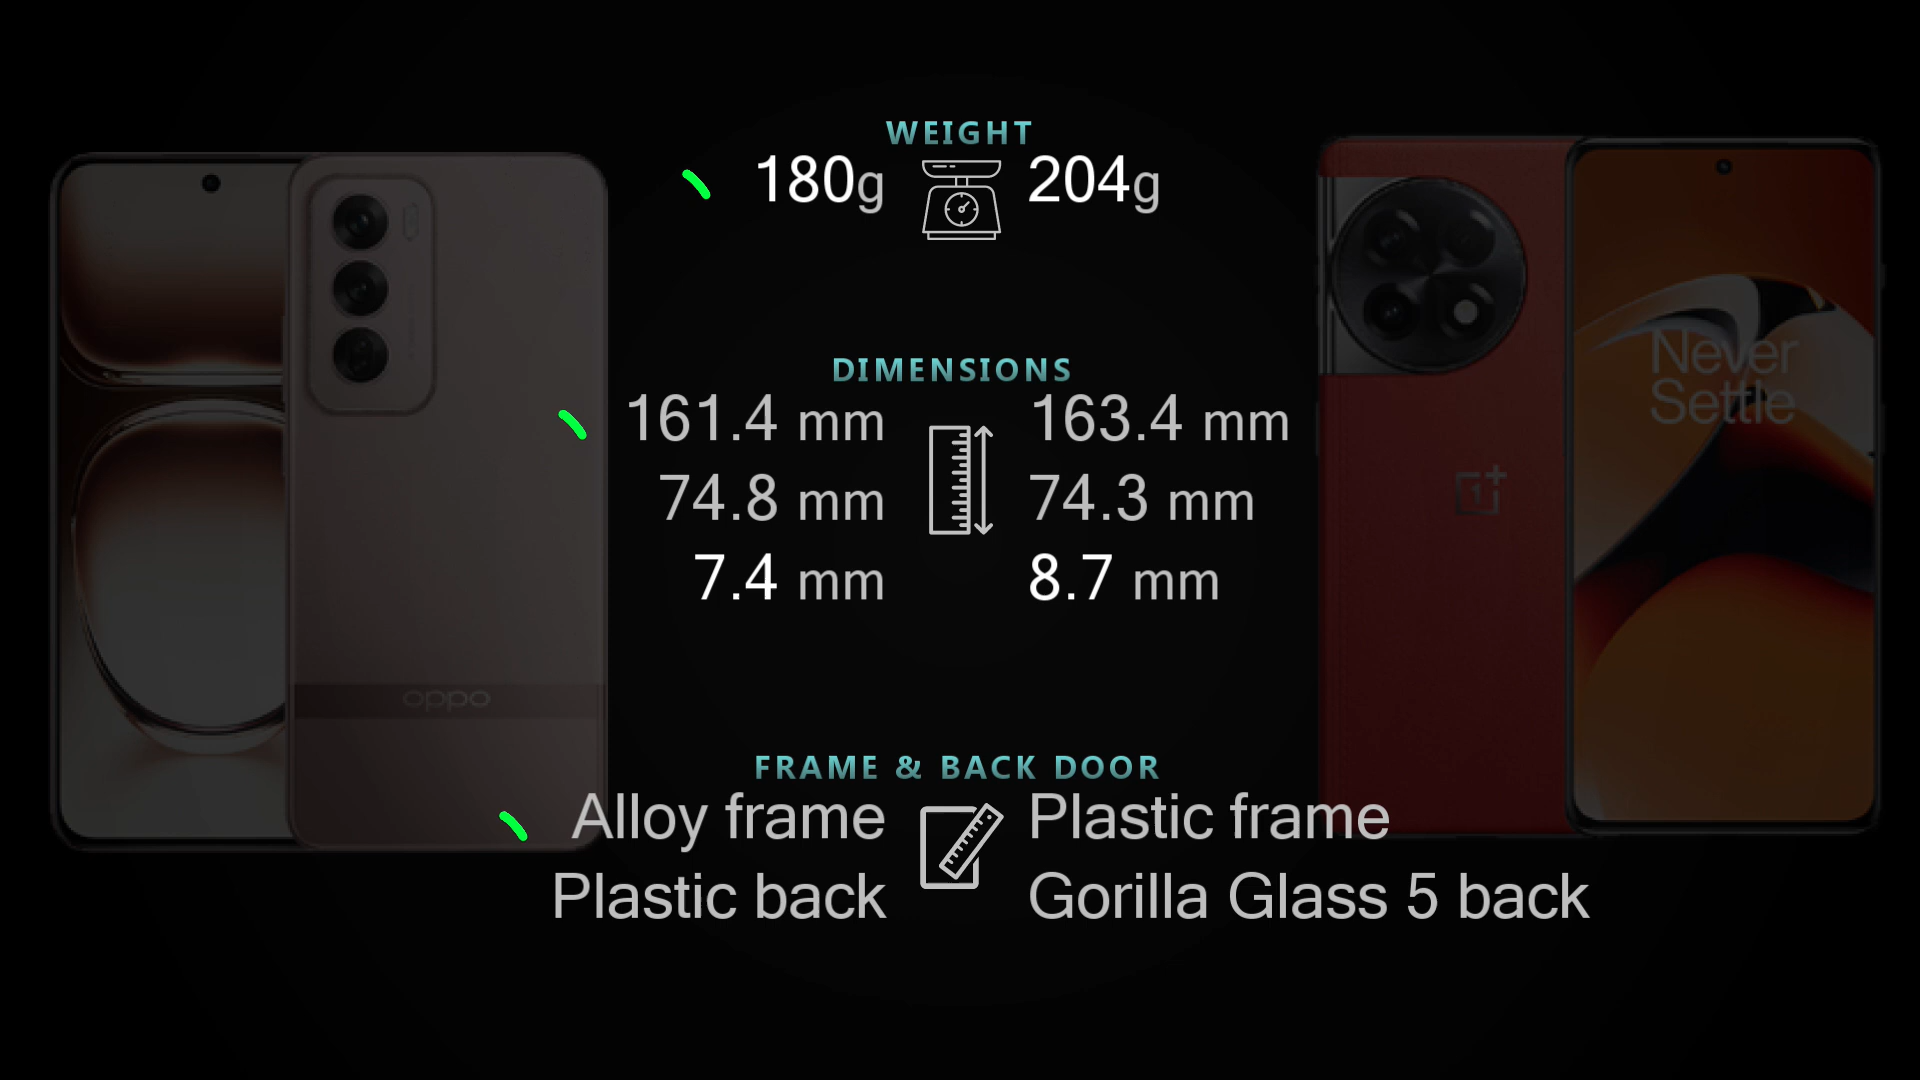 WEIGHT
180g 204g
DIMENSIONS
161.4 mm 163.4 mm
74.8 mm 74.3 mm
7.4 mm 8.7 mm
Never
Settle
1+
oppo
FRAME & BACK DOOR
Alloy frame Plastic frame
Plastic back Gorilla Glass 5 back